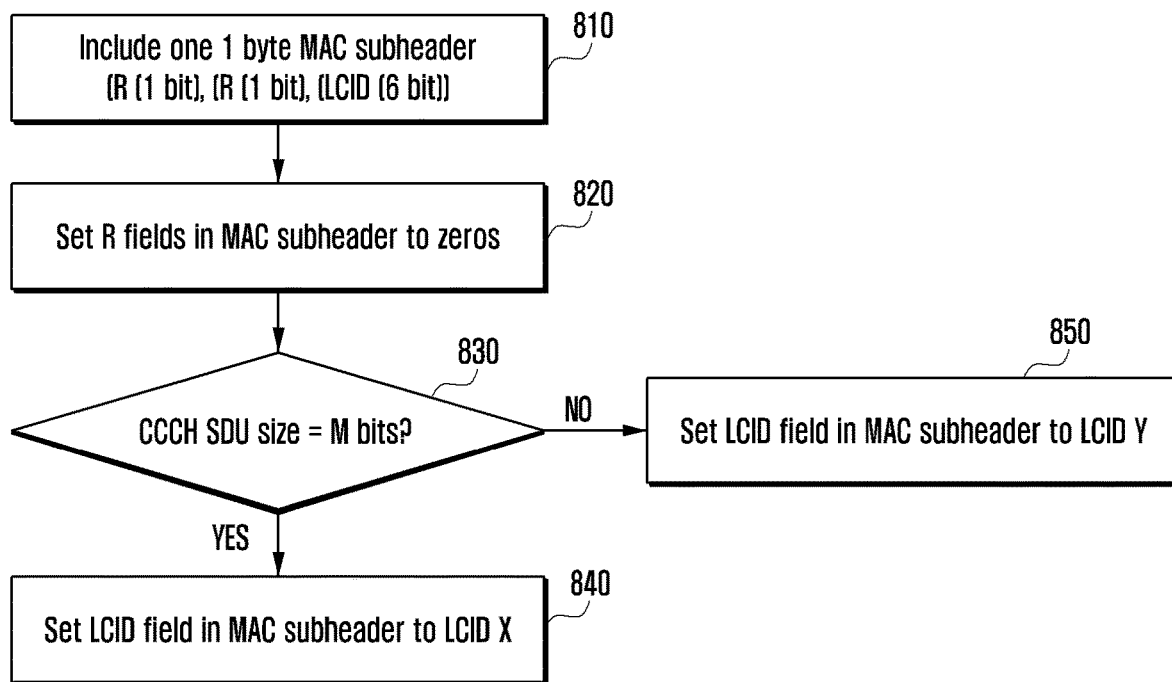 Include one 1 byte MAC subheader
(R (1 bit), (R (1 bit), (LCID (6 bit))
810
Set R fields in MAC subheader to zeros
820
CCCH SDU size = M bits?
830
NO
Set LCID field in MAC subheader to LCID Y
850
YES
Set LCID field in MAC subheader to LCID X
840